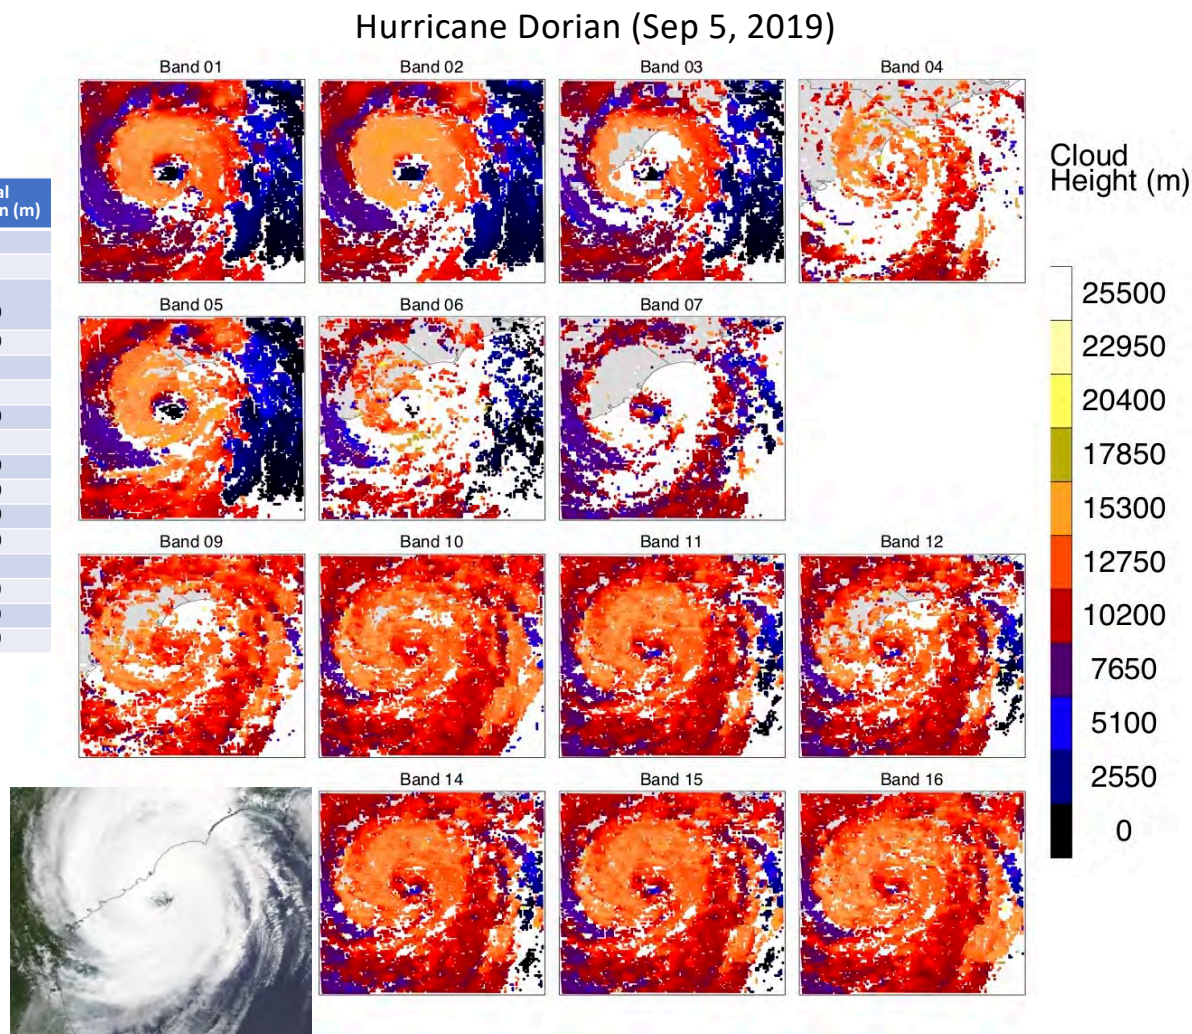 Hurricane Dorian (Sep 5, 2019)
Band 01
Band 02
Band 03
Band 04
Cloud
Height (m)
(m)
Band 05
Band 06
Band 07
25500
22950
20400
17850
15300
12750
10200
7650
5100
2550
0
Band 09
Band 10
Band 11
Band 12
Band 14
Band 15
Band 16